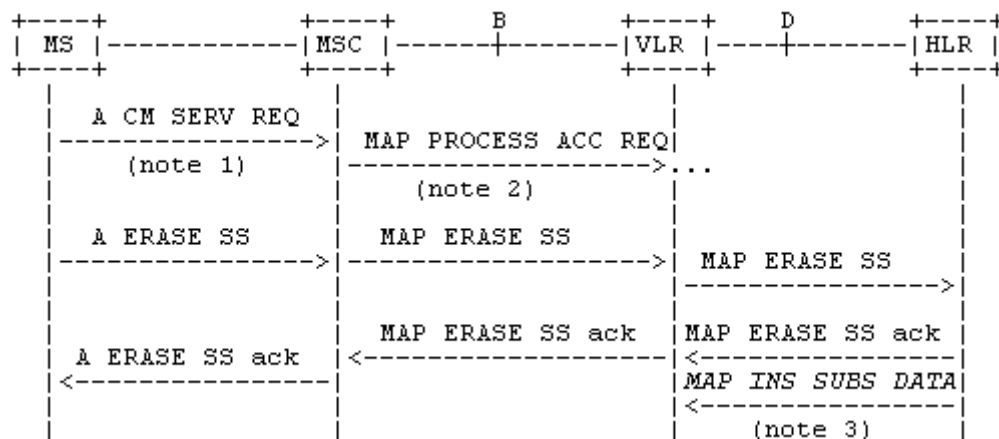 B D
MS MSC VLR HLR
A CM SERV REQ
MAP PROCESS ACC REQ
(note 1)
...
(note 2)
A ERASE SS MAP ERASE SS
MAP ERASE SS
MAP ERASE SS ack MAP ERASE SS ack
A ERASE SS ack
MAP INS SUBS DATA
(note 3)